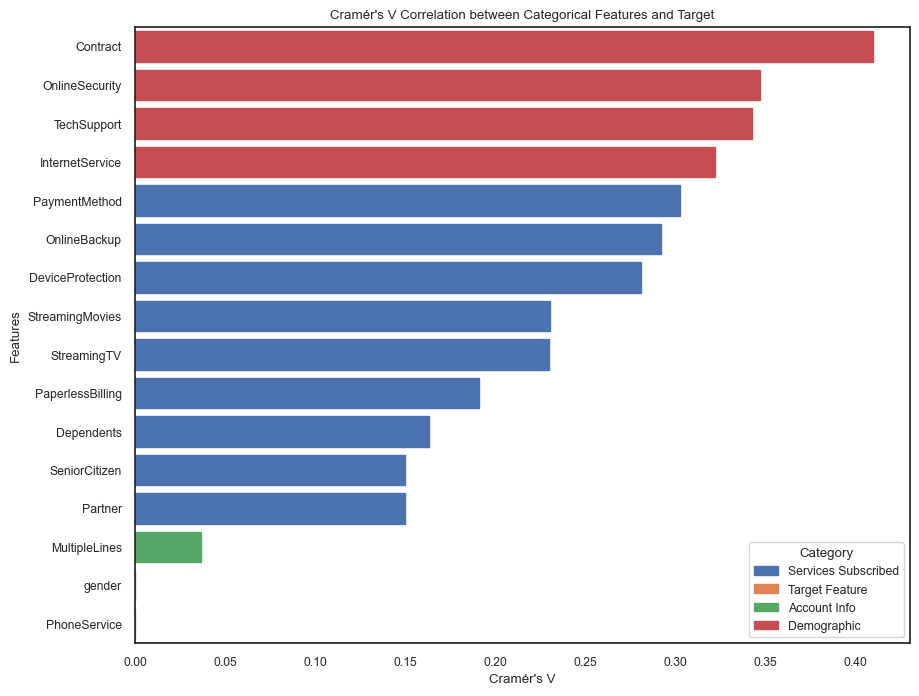 Cramér's V Correlation between Categorical Features and Target
Features
Contract
OnlineSecurity
TechSupport
InternetService
PaymentMethod
OnlineBackup
DeviceProtection
StreamingMovies
StreamingTV
PaperlessBilling
Dependents
SeniorCitizen
Partner
MultipleLines
gender
PhoneService
Category
Services Subscribed
Target Feature
Account Info
Demographic
0.00 0.05 0.10 0.15 0.20 0.25 0.30 0.35 0.40
Cramér's V